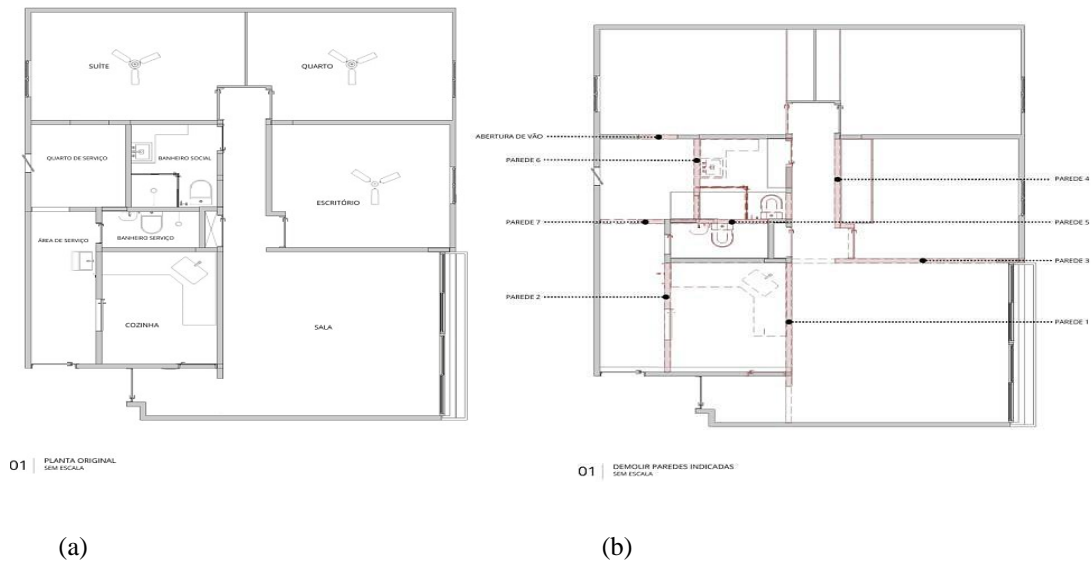 SUÍTE
QUARTO
QUARTO DE SERVIÇO
BANHEIRO SOCIAL
ESCRITÓRIO
ÁREA DE SERVIÇO
BANHEIRO SERVIÇO
COZINHA
SALA
01 PLANTA ORIGINAL
SEM ESCALA
(a)
ABERTURA DE VÃO
PAREDE 6
PAREDE 4
PAREDE 7
PAREDE 5
PAREDE 3
PAREDE 2
PAREDE 1
01 DEMOLIR PAREDES INDICADAS
SEM ESCALA
(b)